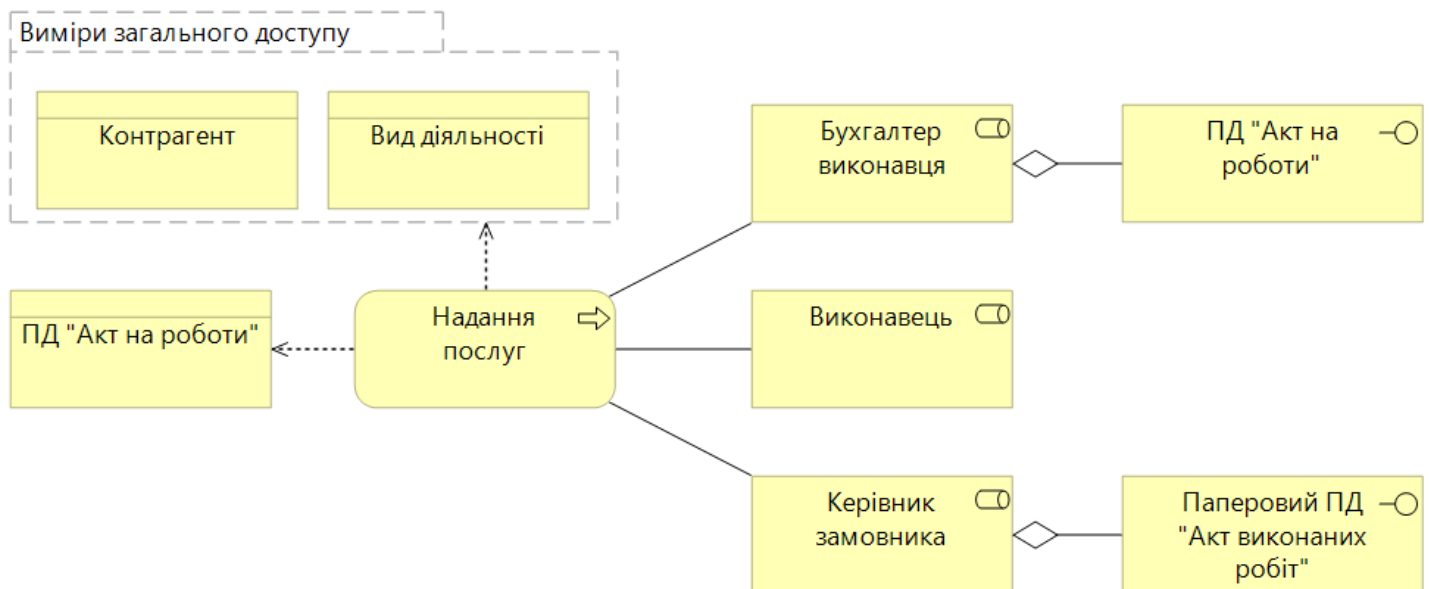 Виміри загального доступу
Контрагент
Вид діяльності
Бухгалтер
виконавця
ПД "Акт на
роботи"
ПД "Акт на роботи"
Надання
послуг
Виконавець
Керівник
замовника
Паперовий ПД
"Акт виконаних
робіт"